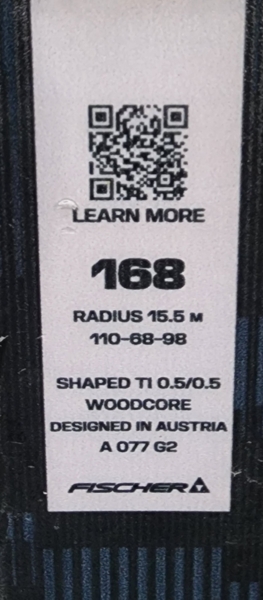 LEARN MORE
168
RADIUS 15.5 M
110-68-98
SHAPED TI 0.5/0.5
WOODCORE
DESIGNED IN AUSTRIA
A 077 G2
FISCHER